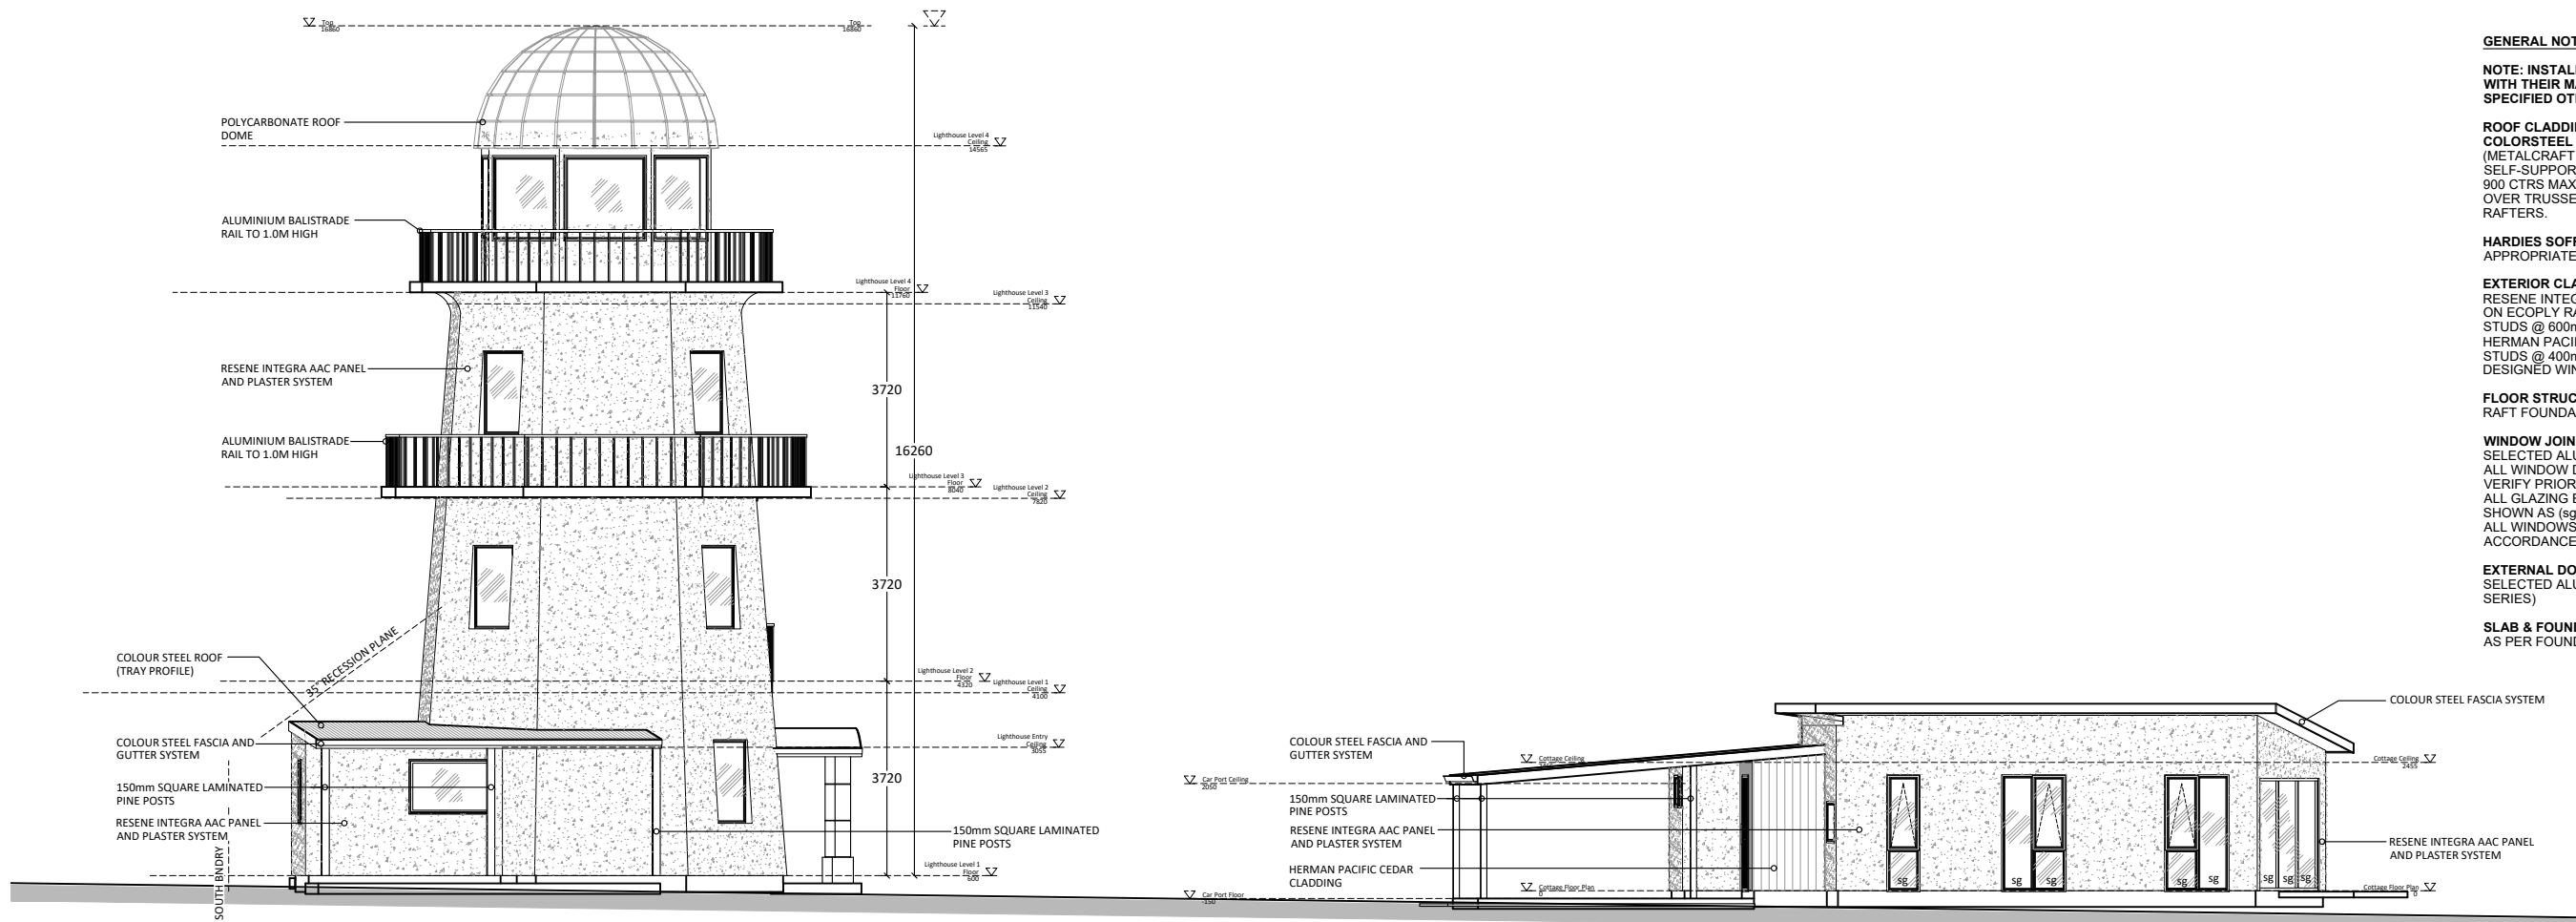 Top
16860
Top
16860
POLYCARBONATE ROOF
DOME
Lighthouse Level 4
Ceiling
14565
ALUMINIUM BALISTRADE
RAIL TO 1.0M HIGH
Lighthouse Level 4
Floor
11760
Lighthouse Level 3
Ceiling
11540
RESENE INTEGRA AAC PANEL
AND PLASTER SYSTEM
3720
ALUMINIUM BALISTRADE
RAIL TO 1.0M HIGH
16260
Lighthouse Level 3
Floor
8040
Lighthouse Level 2
Ceiling
7820
3720
35° RECESSION PLANE
COLOUR STEEL ROOF
(TRAY PROFILE)
Lighthouse Level 2
Floor
4320
Lighthouse Level 1
Ceiling
4100
COLOUR STEEL FASCIA AND
GUTTER SYSTEM
Lighthouse Entry
Ceiling
3055
3720
150mm SQUARE LAMINATED
PINE POSTS
RESENE INTEGRA AAC PANEL
AND PLASTER SYSTEM
150mm SQUARE LAMINATED
PINE POSTS
SOUTH BNDRY
Lighthouse Level 1
Floor
600
COLOUR STEEL FASCIA SYSTEM
COLOUR STEEL FASCIA AND
GUTTER SYSTEM
Cottage Ceiling
Cottage Ceiling
2455
Car Port Ceiling
2050
150mm SQUARE LAMINATED
PINE POSTS
RESENE INTEGRA AAC PANEL
AND PLASTER SYSTEM
RESENE INTEGRA AAC PANEL
AND PLASTER SYSTEM
HERMAN PACIFIC CEDAR
CLADDING
sg
sg
sg
sg
sg
sg
sg
sg
Cottage Floor Plan
0
Cottage Floor Plan
0
Car Port Floor
-150
GENERAL NOT
NOTE: INSTAL
WITH THEIR MA
SPECIFIED OT
ROOF CLADDI
COLORSTEEL
(METALCRAFT
SELF-SUPPOR
900 CTRS MAX
OVER TRUSSE
RAFTERS.
HARDIES SOF
APPROPRIATE
EXTERIOR CLA
RESENE INTEG
ON ECOPLY RA
STUDS @ 600m
HERMAN PACI
STUDS @ 400m
DESIGNED WIN
FLOOR STRUC
RAFT FOUNDA
WINDOW JOIN
SELECTED ALU
ALL WINDOW D
VERIFY PRIOR
ALL GLAZING B
SHOWN AS (sg
ALL WINDOWS
ACCORDANCE
EXTERNAL DO
SELECTED ALU
SERIES)
SLAB & FOUN
AS PER FOUN